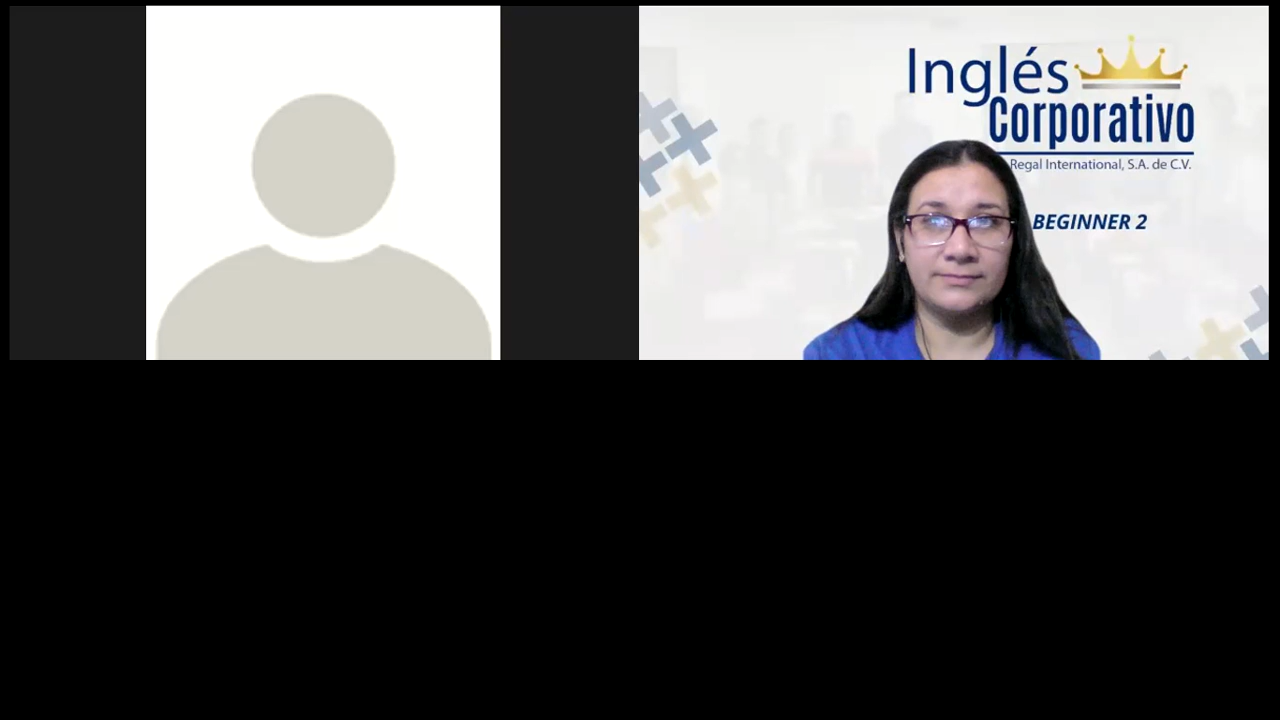 Inglés
Corporativo
Regal International, S.A. de C.V.
BEGINNER 2